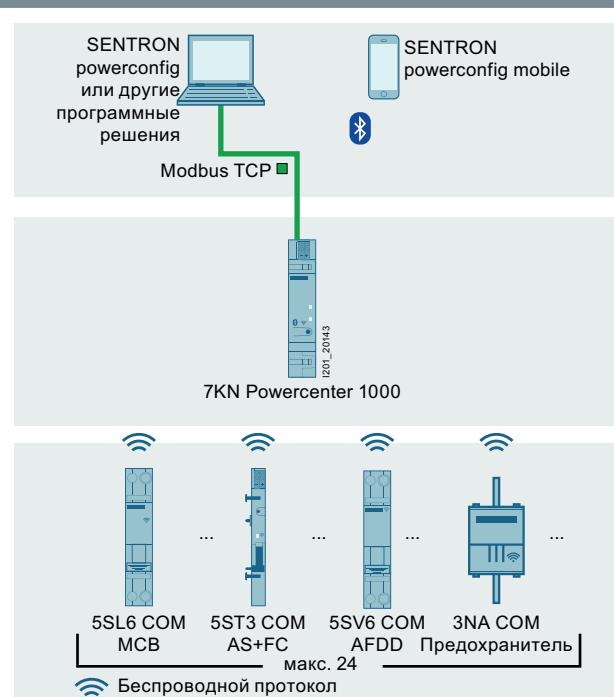 SENTRON
powerconfig
или другие
программные
решения
SENTRON
powerconfig mobile
Modbus TCP
I201_20143
7KN Powercenter 1000
... ... ... ...
5SL6 COM 5ST3 COM 5SV6 COM 3NA COM
MCB AS+FC AFDD Предохранитель
макс. 24
Беспроводной протокол